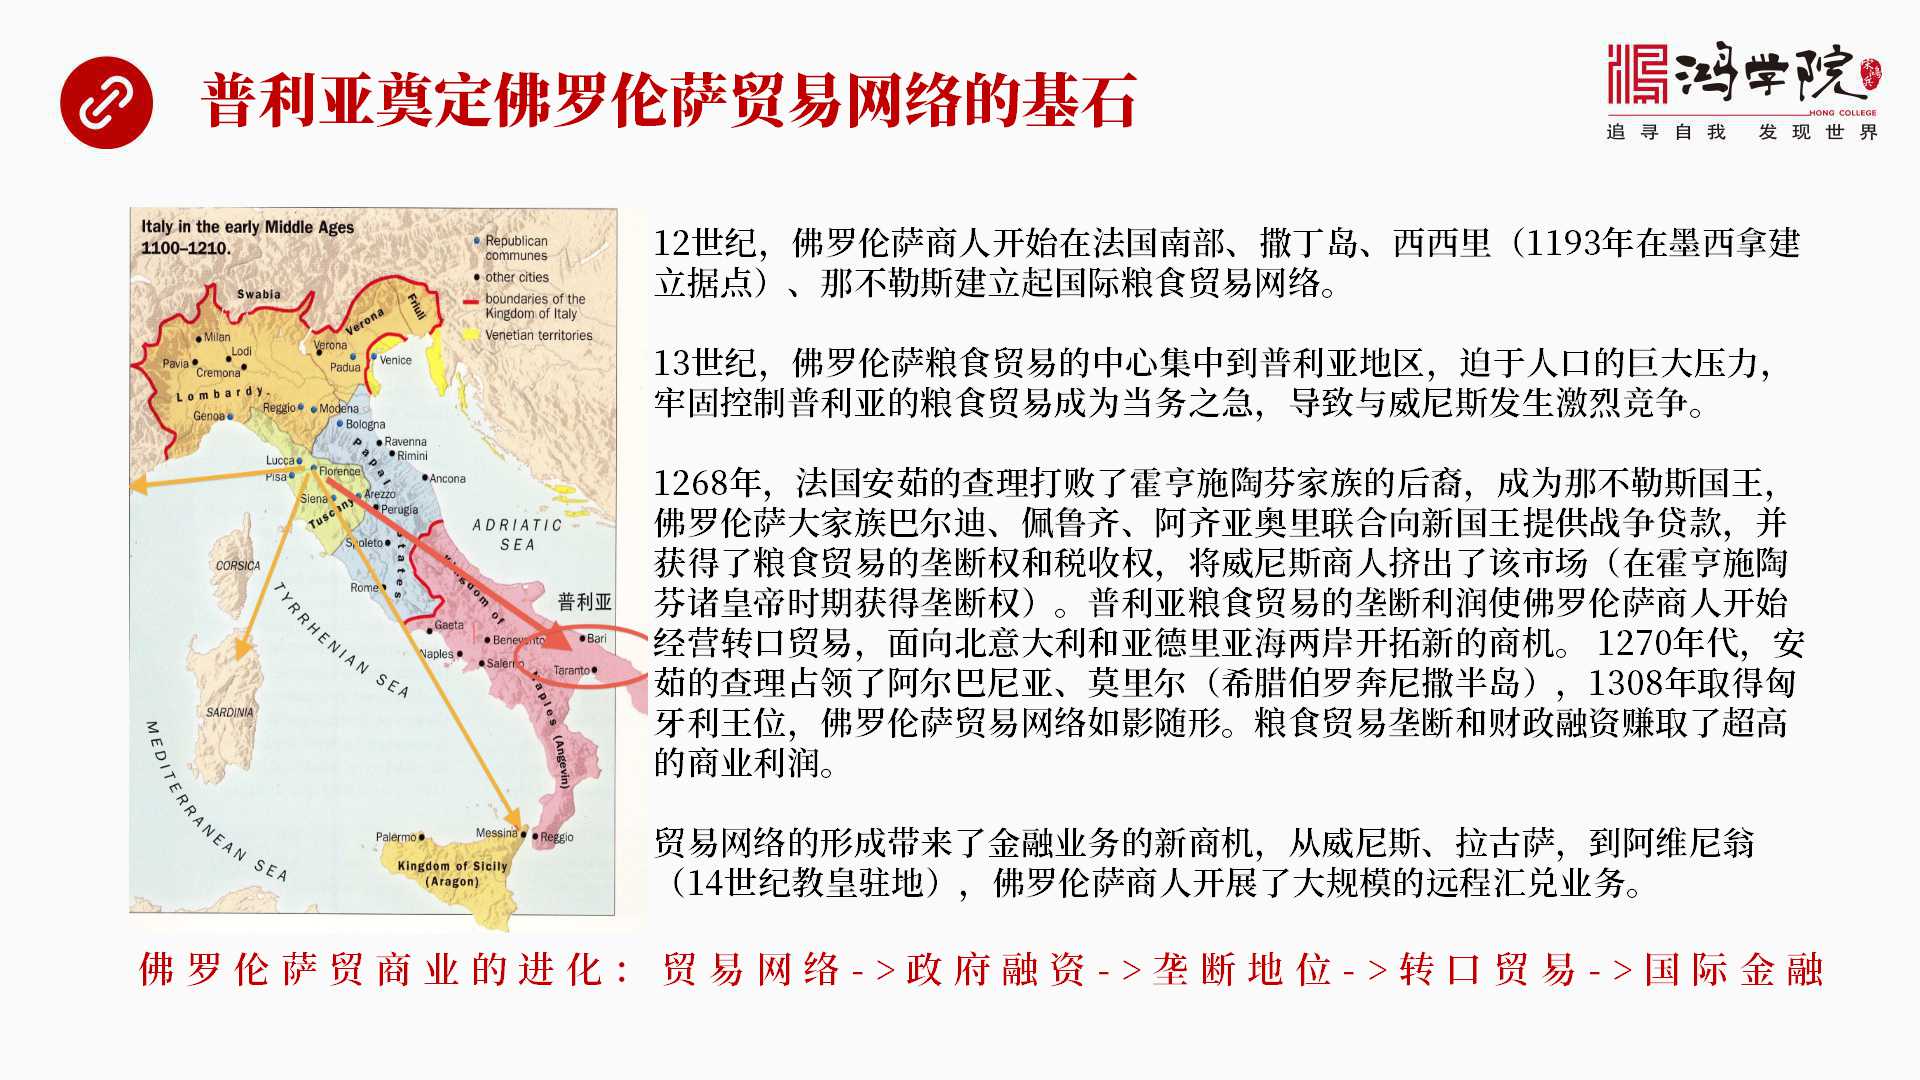 普利亚奠定佛罗伦萨贸易网络的基石
鸿学院
宋鸿兵
HONG COLLEGE
追寻自我 发现世界
Italy in the early Middle Ages
1100–1210.
Republican
communes
other cities
boundaries of the
Kingdom of Italy
Venetian territories
Swabia
Friuli
Verona
Milan
Lodi
Verona
Venice
Pavia
Cremona
Padua
Lombardy
Genoa
Reggio
Modena
Bologna
Ravenna
Rimini
Papal States
Lucca
Florence
Pisa
Ancona
Siena
Arezzo
Perugia
Tuscany
Spoleto
ADRIATIC
SEA
CORSICA
Rome
普利亚
TYRRHENIAN SEA
Kingdom of Naples (Angevin)
Gaeta
Benevento
Bari
Naples
Salerno
Taranto
SARDINIA
MEDITERRANEAN SEA
Palermo
Messina
Reggio
Kingdom of Sicily
(Aragon)
12世纪，佛罗伦萨商人开始在法国南部、撒丁岛、西西里（1193年在墨西拿建
立据点）、那不勒斯建立起国际粮食贸易网络。
13世纪，佛罗伦萨粮食贸易的中心集中到普利亚地区，迫于人口的巨大压力，
牢固控制普利亚的粮食贸易成为当务之急，导致与威尼斯发生激烈竞争。
1268年，法国安茹的查理打败了霍亨施陶芬家族的后裔，成为那不勒斯国王，
佛罗伦萨大家族巴尔迪、佩鲁齐、阿齐亚奥里联合向新国王提供战争贷款，并
获得了粮食贸易的垄断权和税收权，将威尼斯商人挤出了该市场（在霍亨施陶
芬诸皇帝时期获得垄断权）。普利亚粮食贸易的垄断利润使佛罗伦萨商人开始
经营转口贸易，面向北意大利和亚德里亚海两岸开拓新的商机。 1270年代，安
茹的查理占领了阿尔巴尼亚、莫里尔（希腊伯罗奔尼撒半岛），1308年取得匈
牙利王位，佛罗伦萨贸易网络如影随形。粮食贸易垄断和财政融资赚取了超高
的商业利润。
贸易网络的形成带来了金融业务的新商机，从威尼斯、拉古萨，到阿维尼翁
（14世纪教皇驻地），佛罗伦萨商人开展了大规模的远程汇兑业务。
佛罗伦萨贸商业的进化：贸易网络->政府融资->垄断地位->转口贸易->国际金融